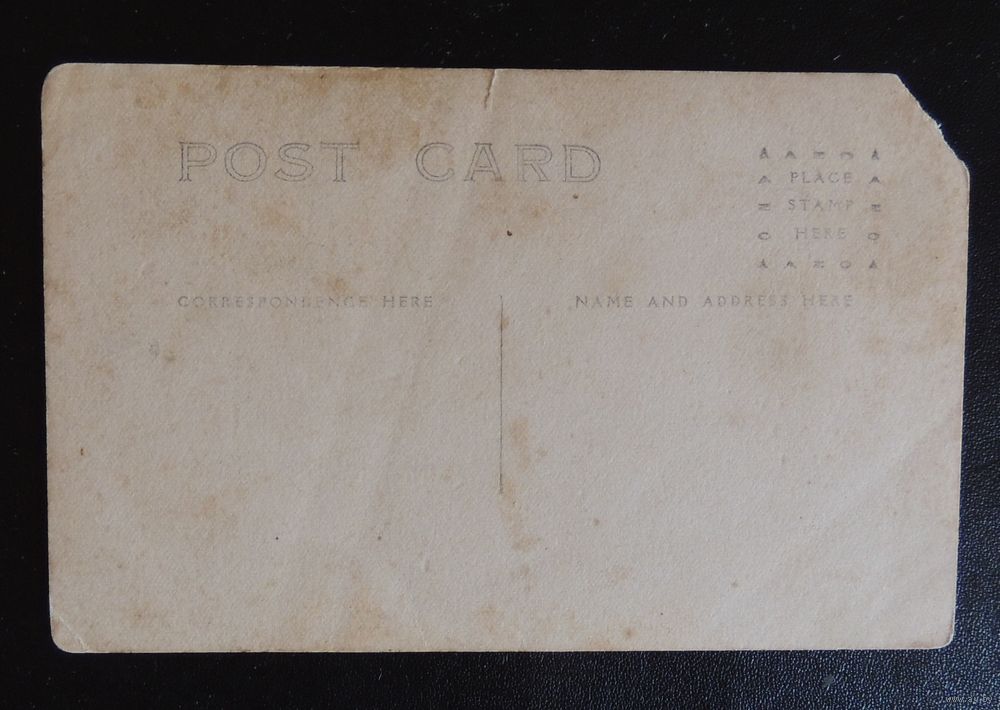 POST CARD
A A Z O A
A PLACE A
Z STAMP Z
O HERE O
A A Z O A
CORRESPONDENCE HERE
NAME AND ADDRESS HERE